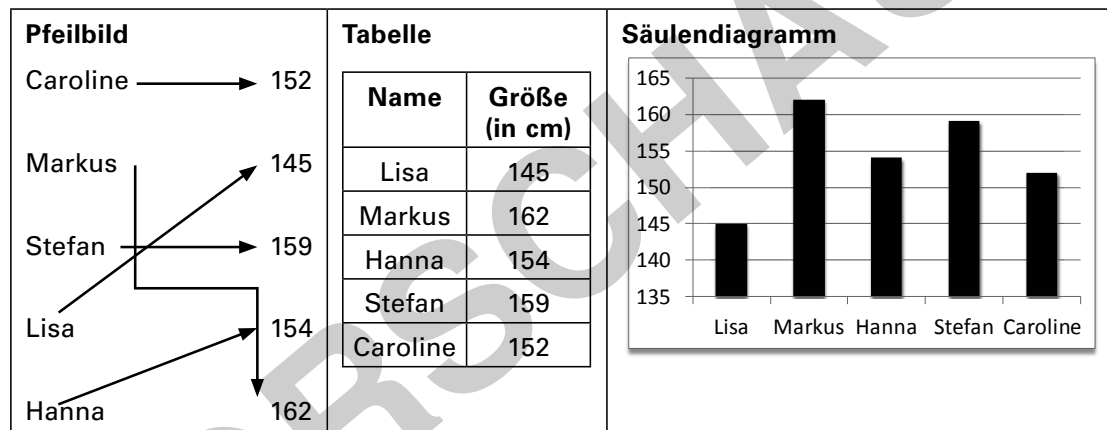 Pfeilbild
Caroline 152
Markus 145
Stefan 159
Lisa 154
Hanna 162
Tabelle
Name Größe
(in cm)
Lisa 145
Markus 162
Hanna 154
Stefan 159
Caroline 152
Säulendiagramm
165
160
155
150
145
140
135
Lisa Markus Hanna Stefan Caroline